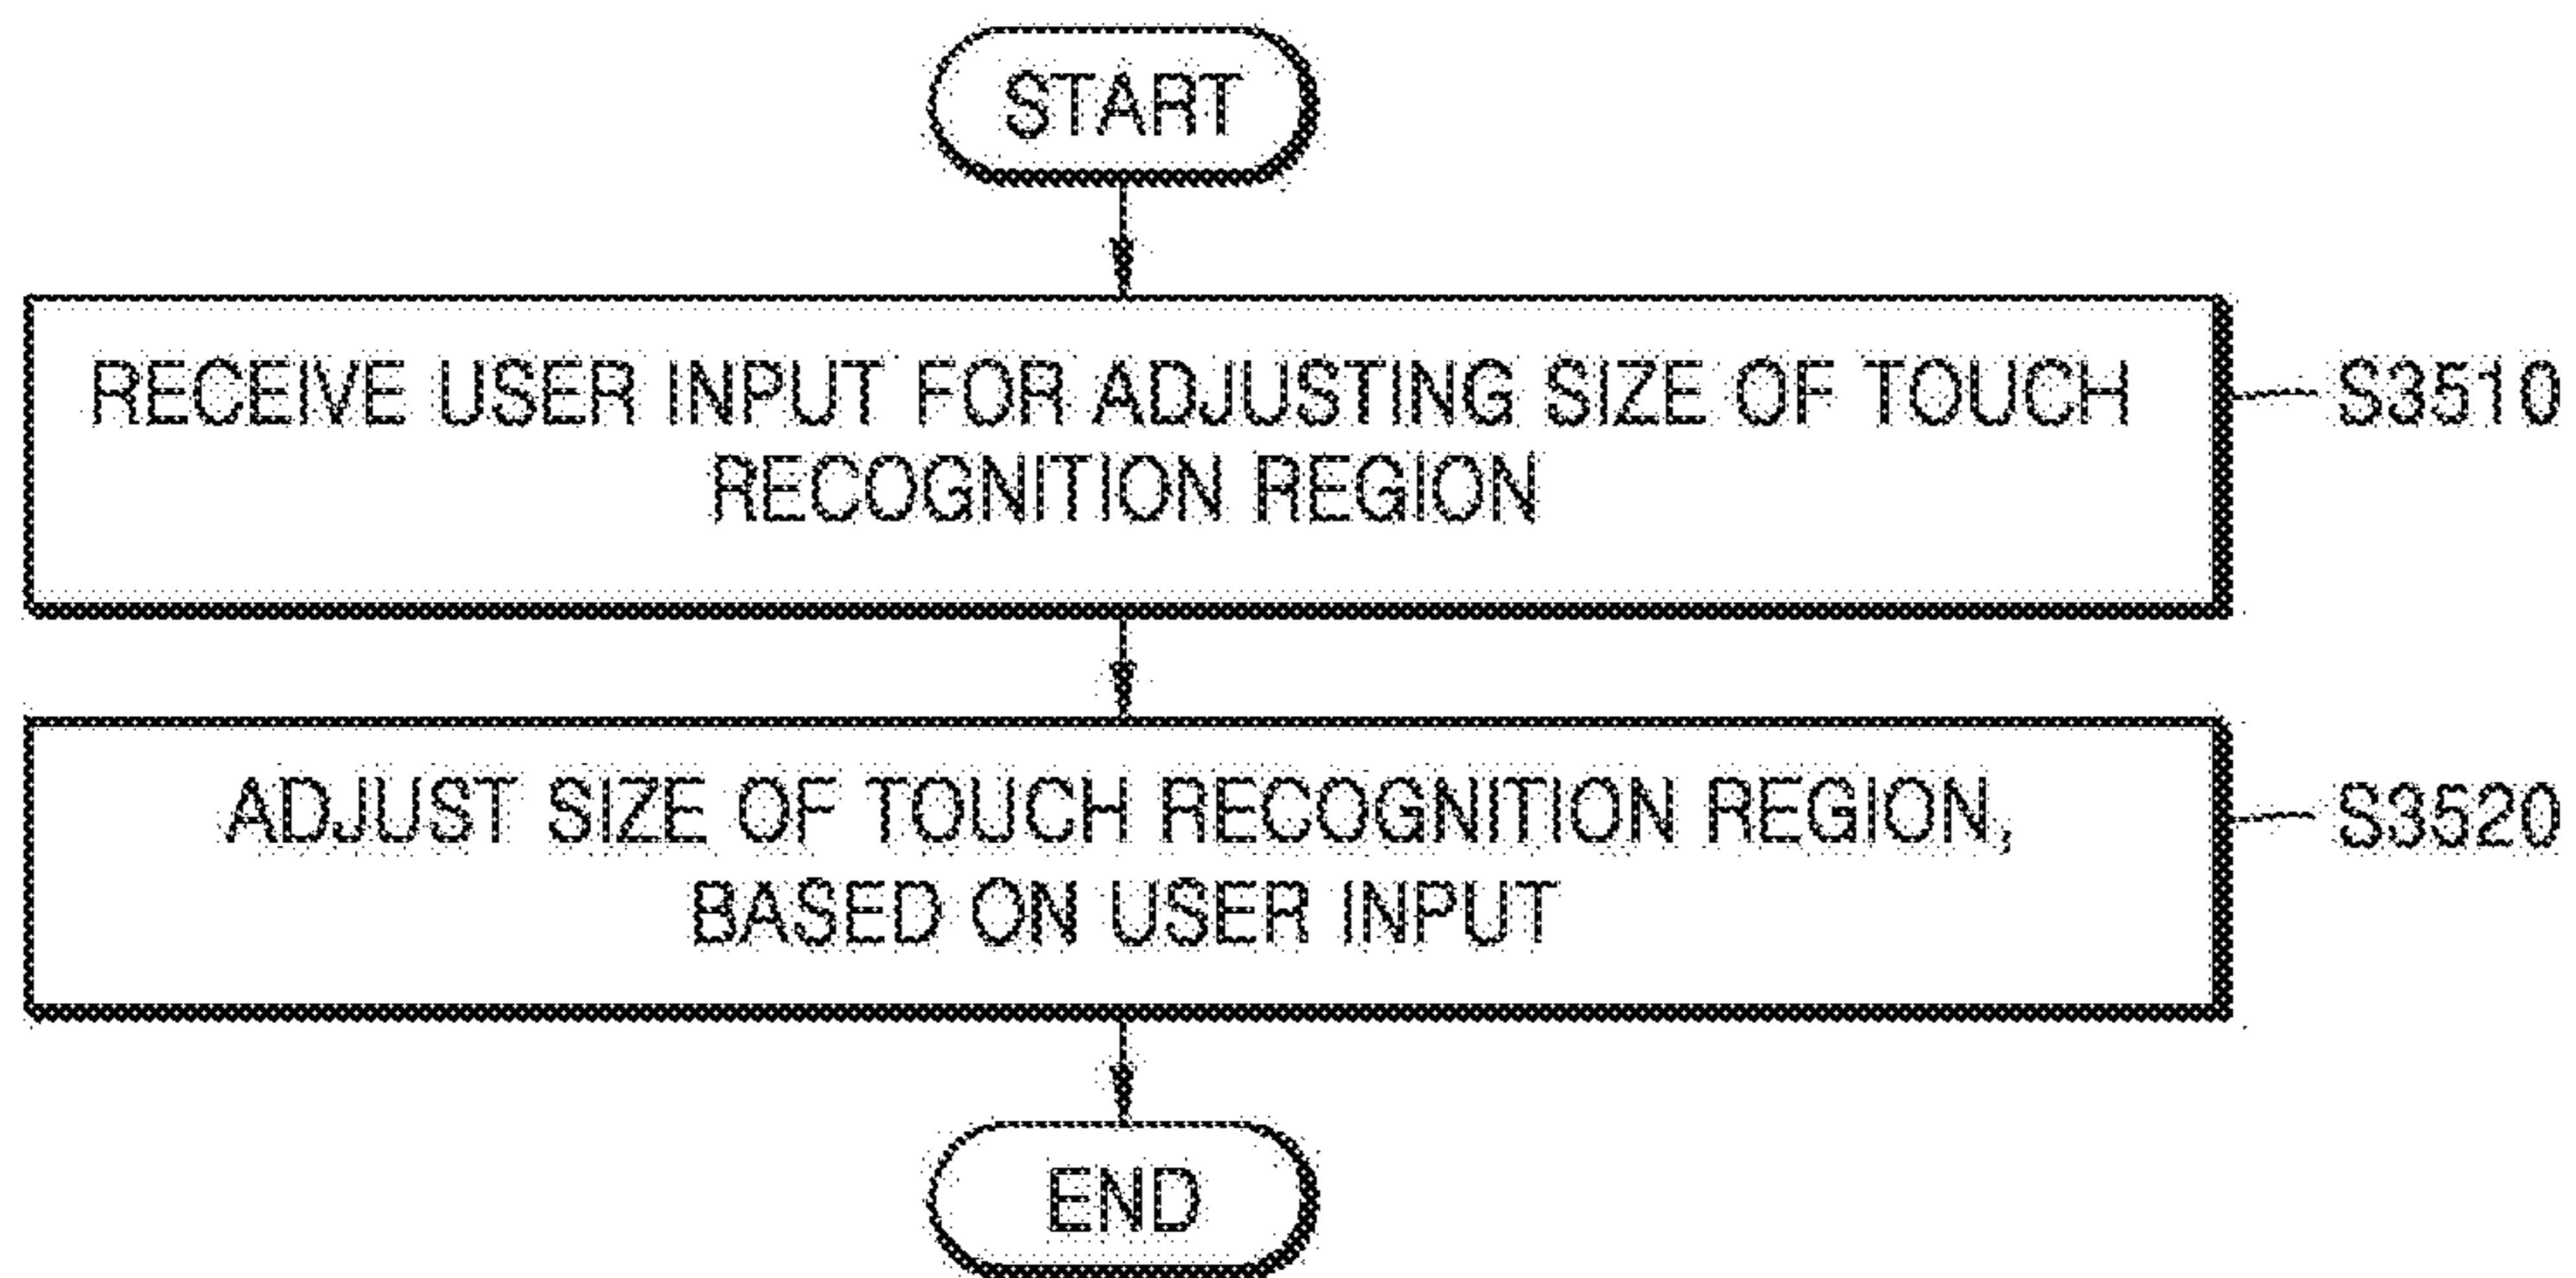 START
RECEIVE USER INPUT FOR ADJUSTING SIZE OF TOUCH
RECOGNITION REGION
S3510
ADJUST SIZE OF TOUCH RECOGNITION REGION,
BASED ON USER INPUT
S3520
END